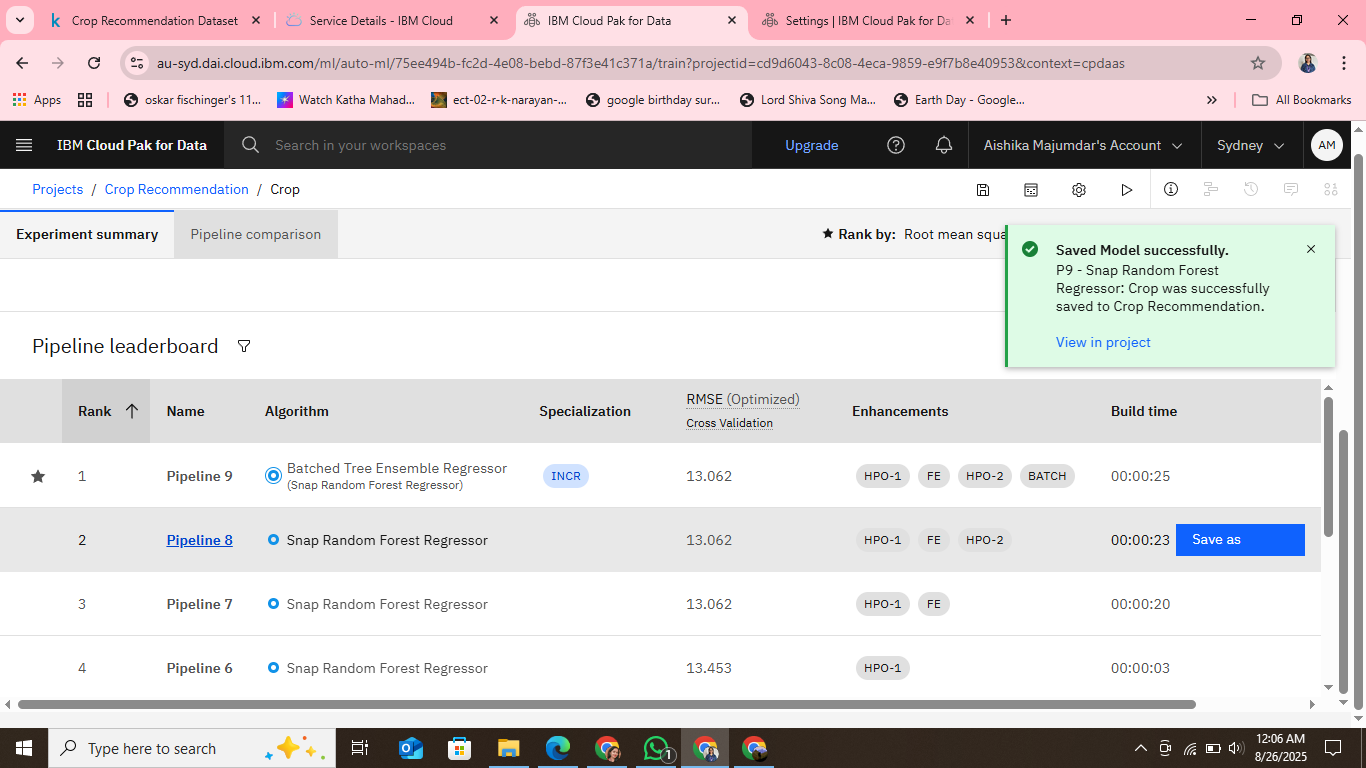 Crop Recommendation Dataset
Service Details - IBM Cloud
IBM Cloud Pak for Data
Settings | IBM Cloud Pak for Da
au-syd.dai.cloud.ibm.com/ml/auto-ml/75ee494b-fc2d-4e08-bebd-87f3e41c371a/train?projectid=cd9d6043-8c08-4eca-9859-e9f7b8e40953&context=cpdaas
Apps
oskar fischinger's 11...
Watch Katha Mahad...
ect-02-r-k-narayan-...
google birthday sur...
Lord Shiva Song Ma...
Earth Day - Google...
All Bookmarks
IBM Cloud Pak for Data
Search in your workspaces
Upgrade
Aishika Majumdar's Account
Sydney
AM
Projects / Crop Recommendation / Crop
Experiment summary
Pipeline comparison
Rank by: Root mean squa
Saved Model successfully.
P9 - Snap Random Forest
Regressor: Crop was successfully
saved to Crop Recommendation.
View in project
Pipeline leaderboard
Rank
Name
Algorithm
Specialization
RMSE (Optimized)
Cross Validation
Enhancements
Build time
1
Pipeline 9
Batched Tree Ensemble Regressor
(Snap Random Forest Regressor)
INCR
13.062
HPO-1 FE HPO-2 BATCH
00:00:25
2
Pipeline 8
Snap Random Forest Regressor
13.062
HPO-1 FE HPO-2
00:00:23
Save as
3
Pipeline 7
Snap Random Forest Regressor
13.062
HPO-1 FE
00:00:20
4
Pipeline 6
Snap Random Forest Regressor
13.453
HPO-1
00:00:03
Type here to search
1
12:06 AM
8/26/2025